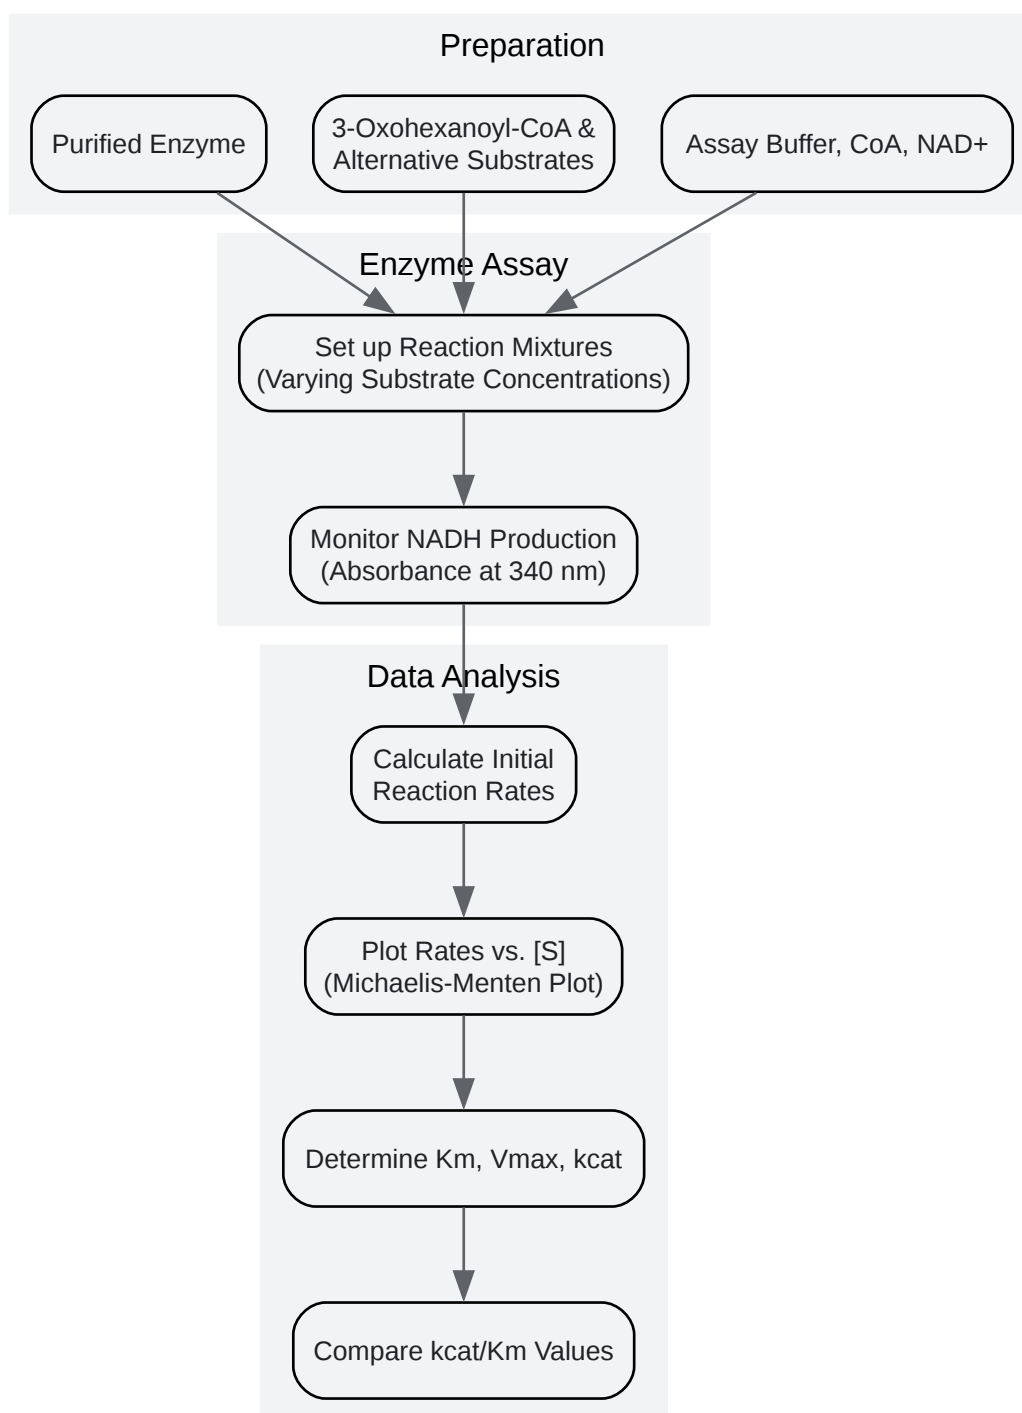 Preparation
Purified Enzyme
3-Oxohexanoyl-CoA &
Alternative Substrates
Assay Buffer, CoA, NAD+
Enzyme Assay
Set up Reaction Mixtures
(Varying Substrate Concentrations)
Monitor NADH Production
(Absorbance at 340 nm)
Data Analysis
Calculate Initial
Reaction Rates
Plot Rates vs. [S]
(Michaelis-Menten Plot)
Determine Km, Vmax, kcat
Compare kcat/Km Values